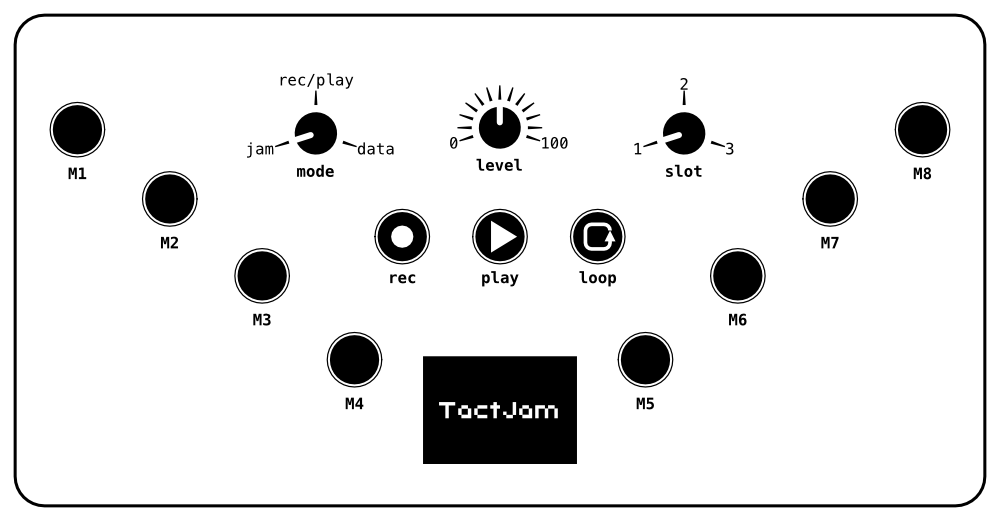 rec/play
jam
data
mode
0
100
level
2
1
3
slot
M1
M2
M3
M4
rec
play
loop
M8
M7
M6
M5
TactJam